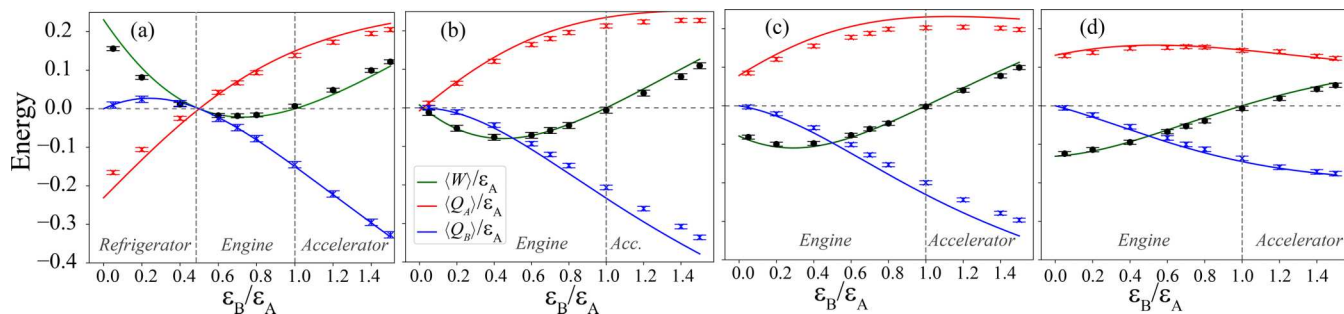 (a)
(b)
(c)
(d)
Energy
0.2
0.1
0.0
−0.1
−0.2
−0.3
−0.4
⟨W⟩/ε_A
⟨Q_A⟩/ε_A
⟨Q_B⟩/ε_A
Refrigerator Engine Accelerator
Engine Acc.
Engine Accelerator
Engine Accelerator
0.0 0.2 0.4 0.6 0.8 1.0 1.2 1.4
0.0 0.2 0.4 0.6 0.8 1.0 1.2 1.4
0.0 0.2 0.4 0.6 0.8 1.0 1.2 1.4
0.0 0.2 0.4 0.6 0.8 1.0 1.2 1.4
ε_B/ε_A
ε_B/ε_A
ε_B/ε_A
ε_B/ε_A